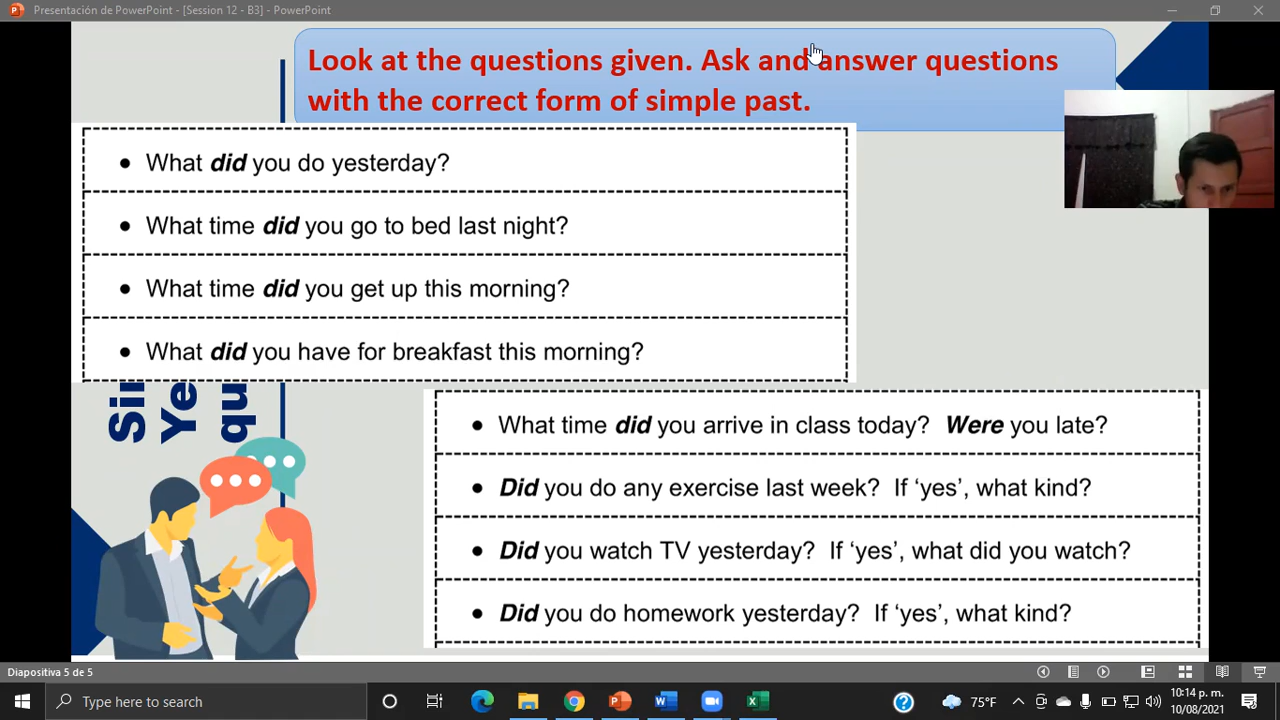 Presentación de PowerPoint - [Session 12 - B3] - PowerPoint
Look at the questions given. Ask and answer questions
with the correct form of simple past.
• What did you do yesterday?
• What time did you go to bed last night?
• What time did you get up this morning?
• What did you have for breakfast this morning?
• What time did you arrive in class today? Were you late?
• Did you do any exercise last week? If ‘yes’, what kind?
• Did you watch TV yesterday? If ‘yes’, what did you watch?
• Did you do homework yesterday? If ‘yes’, what kind?
Sin
Ye
qu
Diapositiva 5 de 5
Type here to search
75°F
10:14 p. m.
10/08/2021